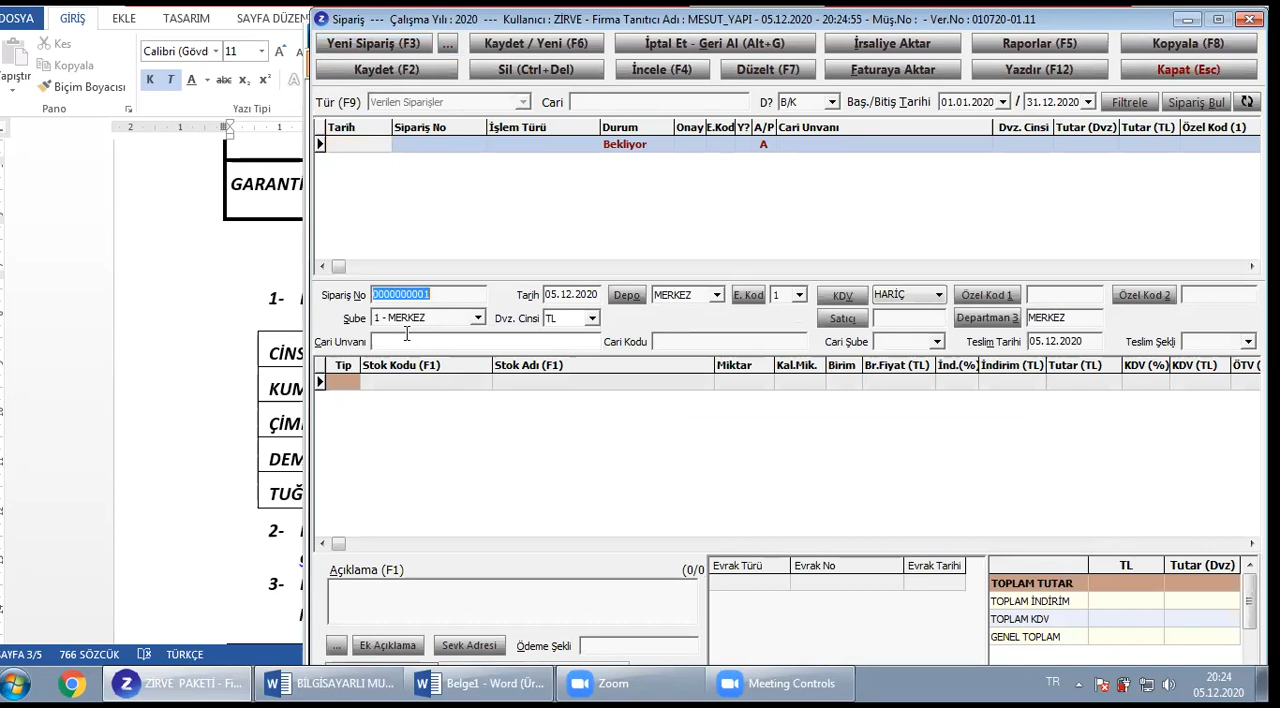 DOSYA GİRİŞ EKLE TASARIM SAYFA DÜZEN
Sipariş --- Çalışma Yılı : 2020 --- Kullanıcı : ZİRVE - Firma Tanıtıcı Adı : MESUT_YAPI - 05.12.2020 - 20:24:55 - Müş.No : - Ver.No : 010720-01.11
Yeni Sipariş (F3) ... Kaydet / Yeni (F6) İptal Et - Geri Al (Alt+G) İrsaliye Aktar Raporlar (F5) Kopyala (F8)
Kaydet (F2) Sil (Ctrl+Del) İncele (F4) Düzelt (F7) Faturaya Aktar Yazdır (F12) Kapat (Esc)
Kes
Kopyala
Biçim Boyacısı
apıştır
Pano
Calibri (Gövd 11
K T A abc x₂ x²
Yazı Tipi
Tür (F9) Verilen Siparişler Cari D? B/K Baş./Bitiş Tarihi 01.01.2020 / 31.12.2020 Filtrele Sipariş Bul
2 1 1 2
Tarih Sipariş No İşlem Türü Durum Onay E.Kod Y? A/P Cari Unvanı Dvz. Cinsi Tutar (Dvz) Tutar (TL) Özel Kod (1)
Bekliyor A
GARANTİ
Sipariş No 0000000001 Tarih 05.12.2020 Depo MERKEZ E. Kod 1 KDV HARİÇ Özel Kod 1 Özel Kod 2
Şube 1 - MERKEZ Dvz. Cinsi TL Satıcı Departman 3 MERKEZ
Cari Unvanı Cari Kodu Cari Şube Teslim Tarihi 05.12.2020 Teslim Şekli
Tip Stok Kodu (F1) Stok Adı (F1) Miktar Kal.Mik. Birim Br.Fiyat (TL) İnd.(%) İndirim (TL) Tutar (TL) KDV (%) KDV (TL) ÖTV (
1-
CİNS
KUM
ÇİM
DEM
TUĞ
2-
3-
Açıklama (F1) (0/0
Evrak Türü Evrak No Evrak Tarihi
TL Tutar (Dvz)
TOPLAM TUTAR
TOPLAM İNDİRİM
TOPLAM KDV
GENEL TOPLAM
... Ek Açıklama Sevk Adresi Ödeme Şekli
SAYFA 3/5 766 SÖZCÜK TÜRKÇE
ZİRVE PAKETİ - Fi... BİLGİSAYARLI MU... Belge1 - Word (Ür... Zoom Meeting Controls TR 20:24
05.12.2020